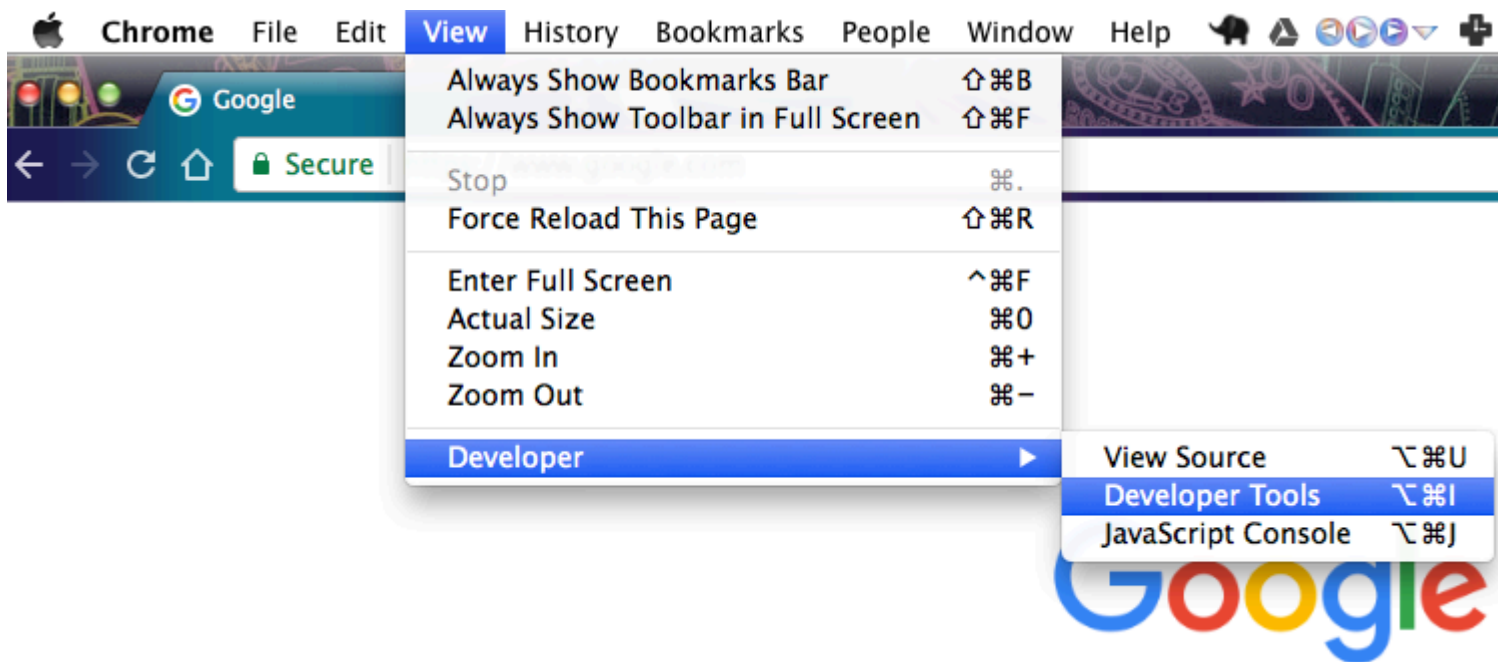 Chrome File Edit View History Bookmarks People Window Help
Google
Secure
Always Show Bookmarks Bar ⇧⌘B
Always Show Toolbar in Full Screen ⇧⌘F
Stop ⌘.
Force Reload This Page ⇧⌘R
Enter Full Screen ^⌘F
Actual Size ⌘0
Zoom In ⌘+
Zoom Out ⌘−
Developer ▶
View Source ⌥⌘U
Developer Tools ⌥⌘I
JavaScript Console ⌥⌘J
Google